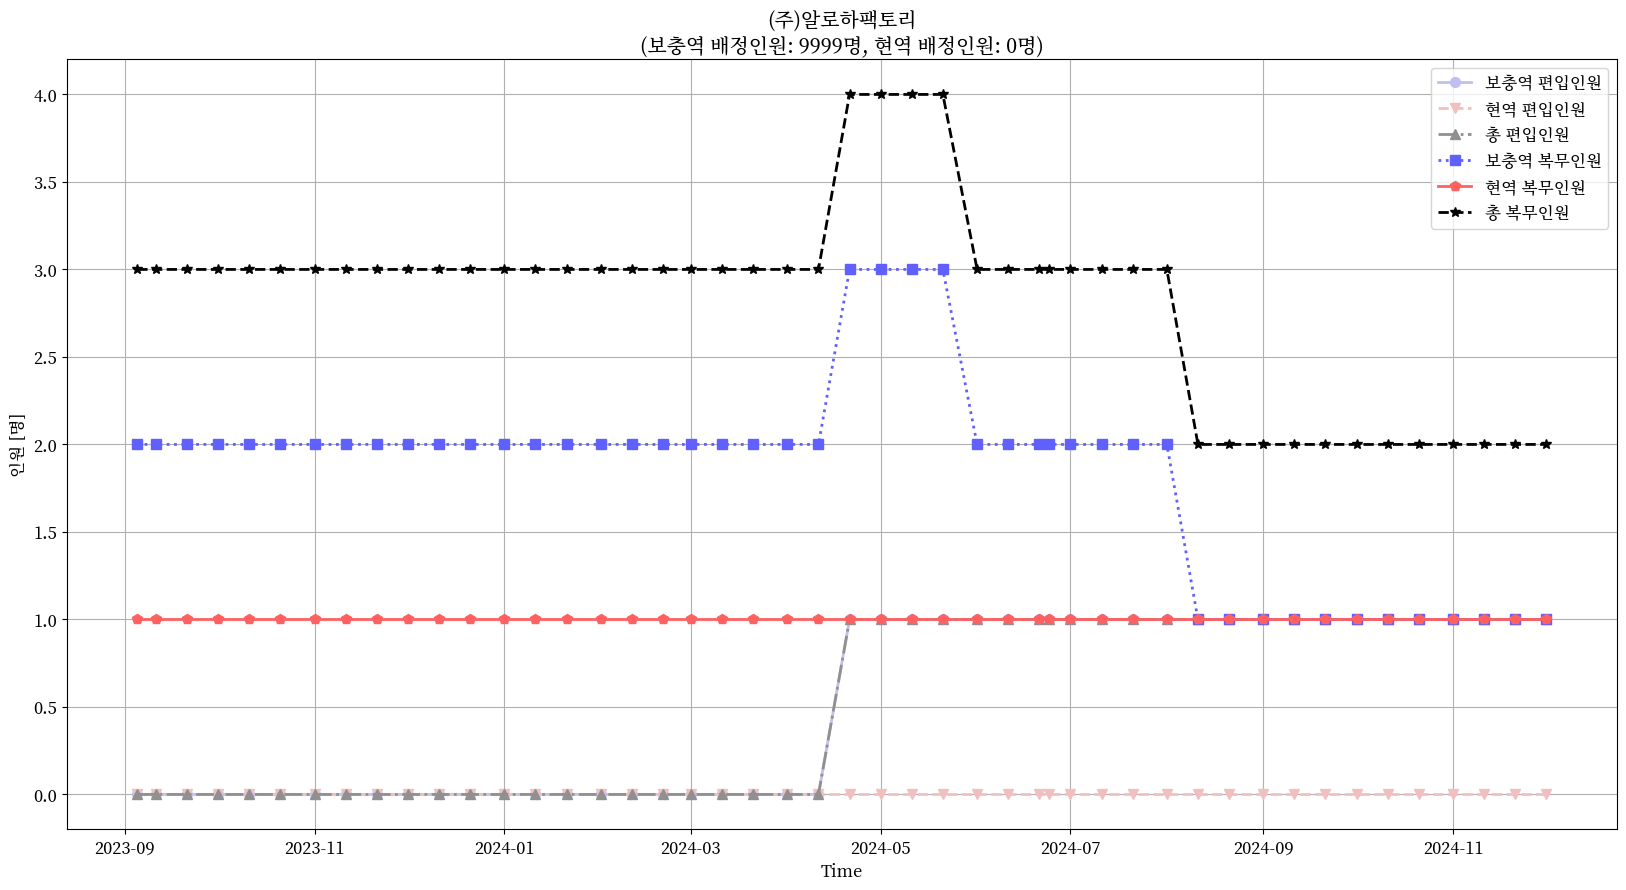 (주)알로하팩토리
(보충역 배정인원: 9999명, 현역 배정인원: 0명)
보충역 편입인원
현역 편입인원
총 편입인원
보충역 복무인원
현역 복무인원
총 복무인원
인원 [명]
4.0
3.5
3.0
2.5
2.0
1.5
1.0
0.5
0.0
2023-09 2023-11 2024-01 2024-03 2024-05 2024-07 2024-09 2024-11
Time